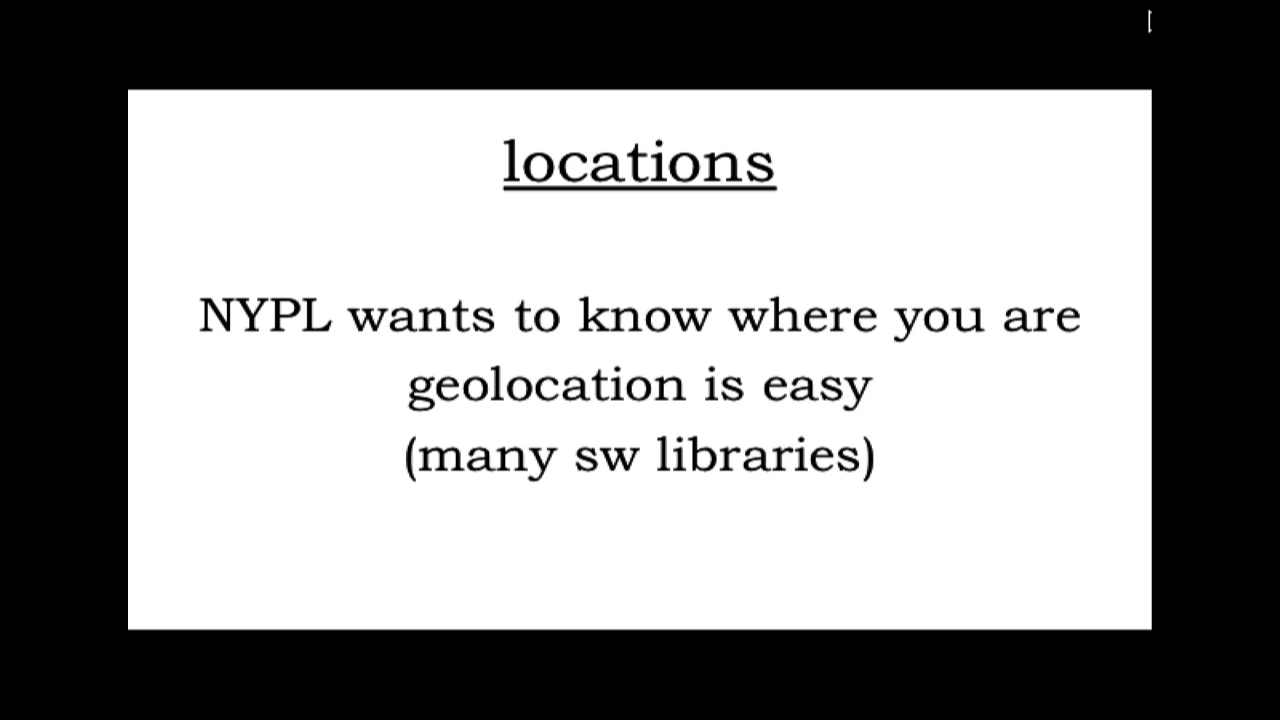 locations
NYPL wants to know where you are
geolocation is easy
(many sw libraries)